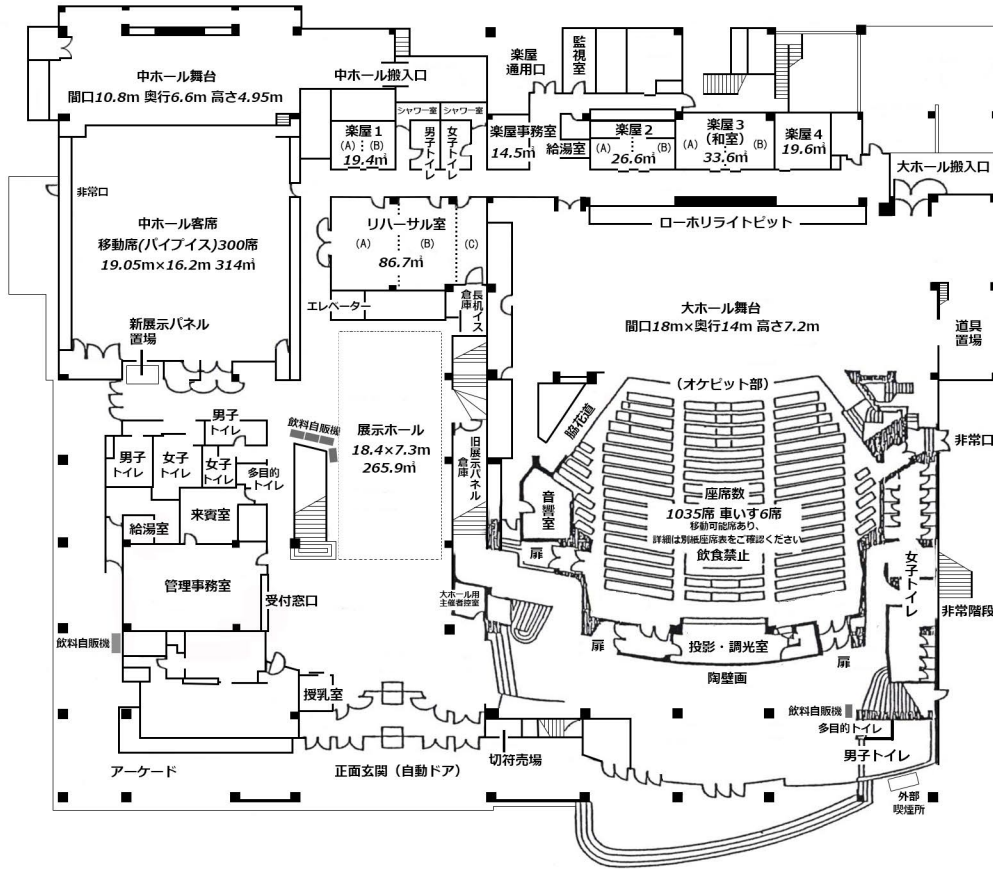 中ホール舞台
間口10.8m 奥行6.6m 高さ4.95m
中ホール搬入口
楽屋
通用口
監視室
シャワー室
シャワー室
楽屋1
(A) (B)
19.4㎡
男子トイレ
女子トイレ
楽屋事務室
14.5㎡
給湯室
楽屋2
(A) (B)
26.6㎡
楽屋3
(和室)
(A) (B)
33.6㎡
楽屋4
19.6㎡
大ホール搬入口
非常口
中ホール客席
移動席(パイプイス)300席
19.05m×16.2m 314㎡
リハーサル室
(A) (B) (C)
86.7㎡
ローホリライトピット
エレベーター
長机イス
倉庫
大ホール舞台
間口18m×奥行14m 高さ7.2m
道具
置場
新展示パネル
置場
(オケピット部)
脇花道
男子
トイレ
飲料自販機
展示ホール
18.4×7.3m
265.9㎡
旧展示パネル
倉庫
非常口
男子
トイレ
女子
トイレ
女子
トイレ
多目的
トイレ
音響室
座席数
1035席 車いす6席
移動可能席あり、
詳細は別紙座席表をご確認ください
飲食禁止
給湯室
来賓室
扉
女子トイレ
管理事務室
受付窓口
大ホール用
主催者控室
非常階段
飲料自販機
扉
投影・調光室
扉
陶壁画
授乳室
飲料自販機
多目的トイレ
男子トイレ
切符売場
アーケード
正面玄関(自動ドア)
外部
喫煙所